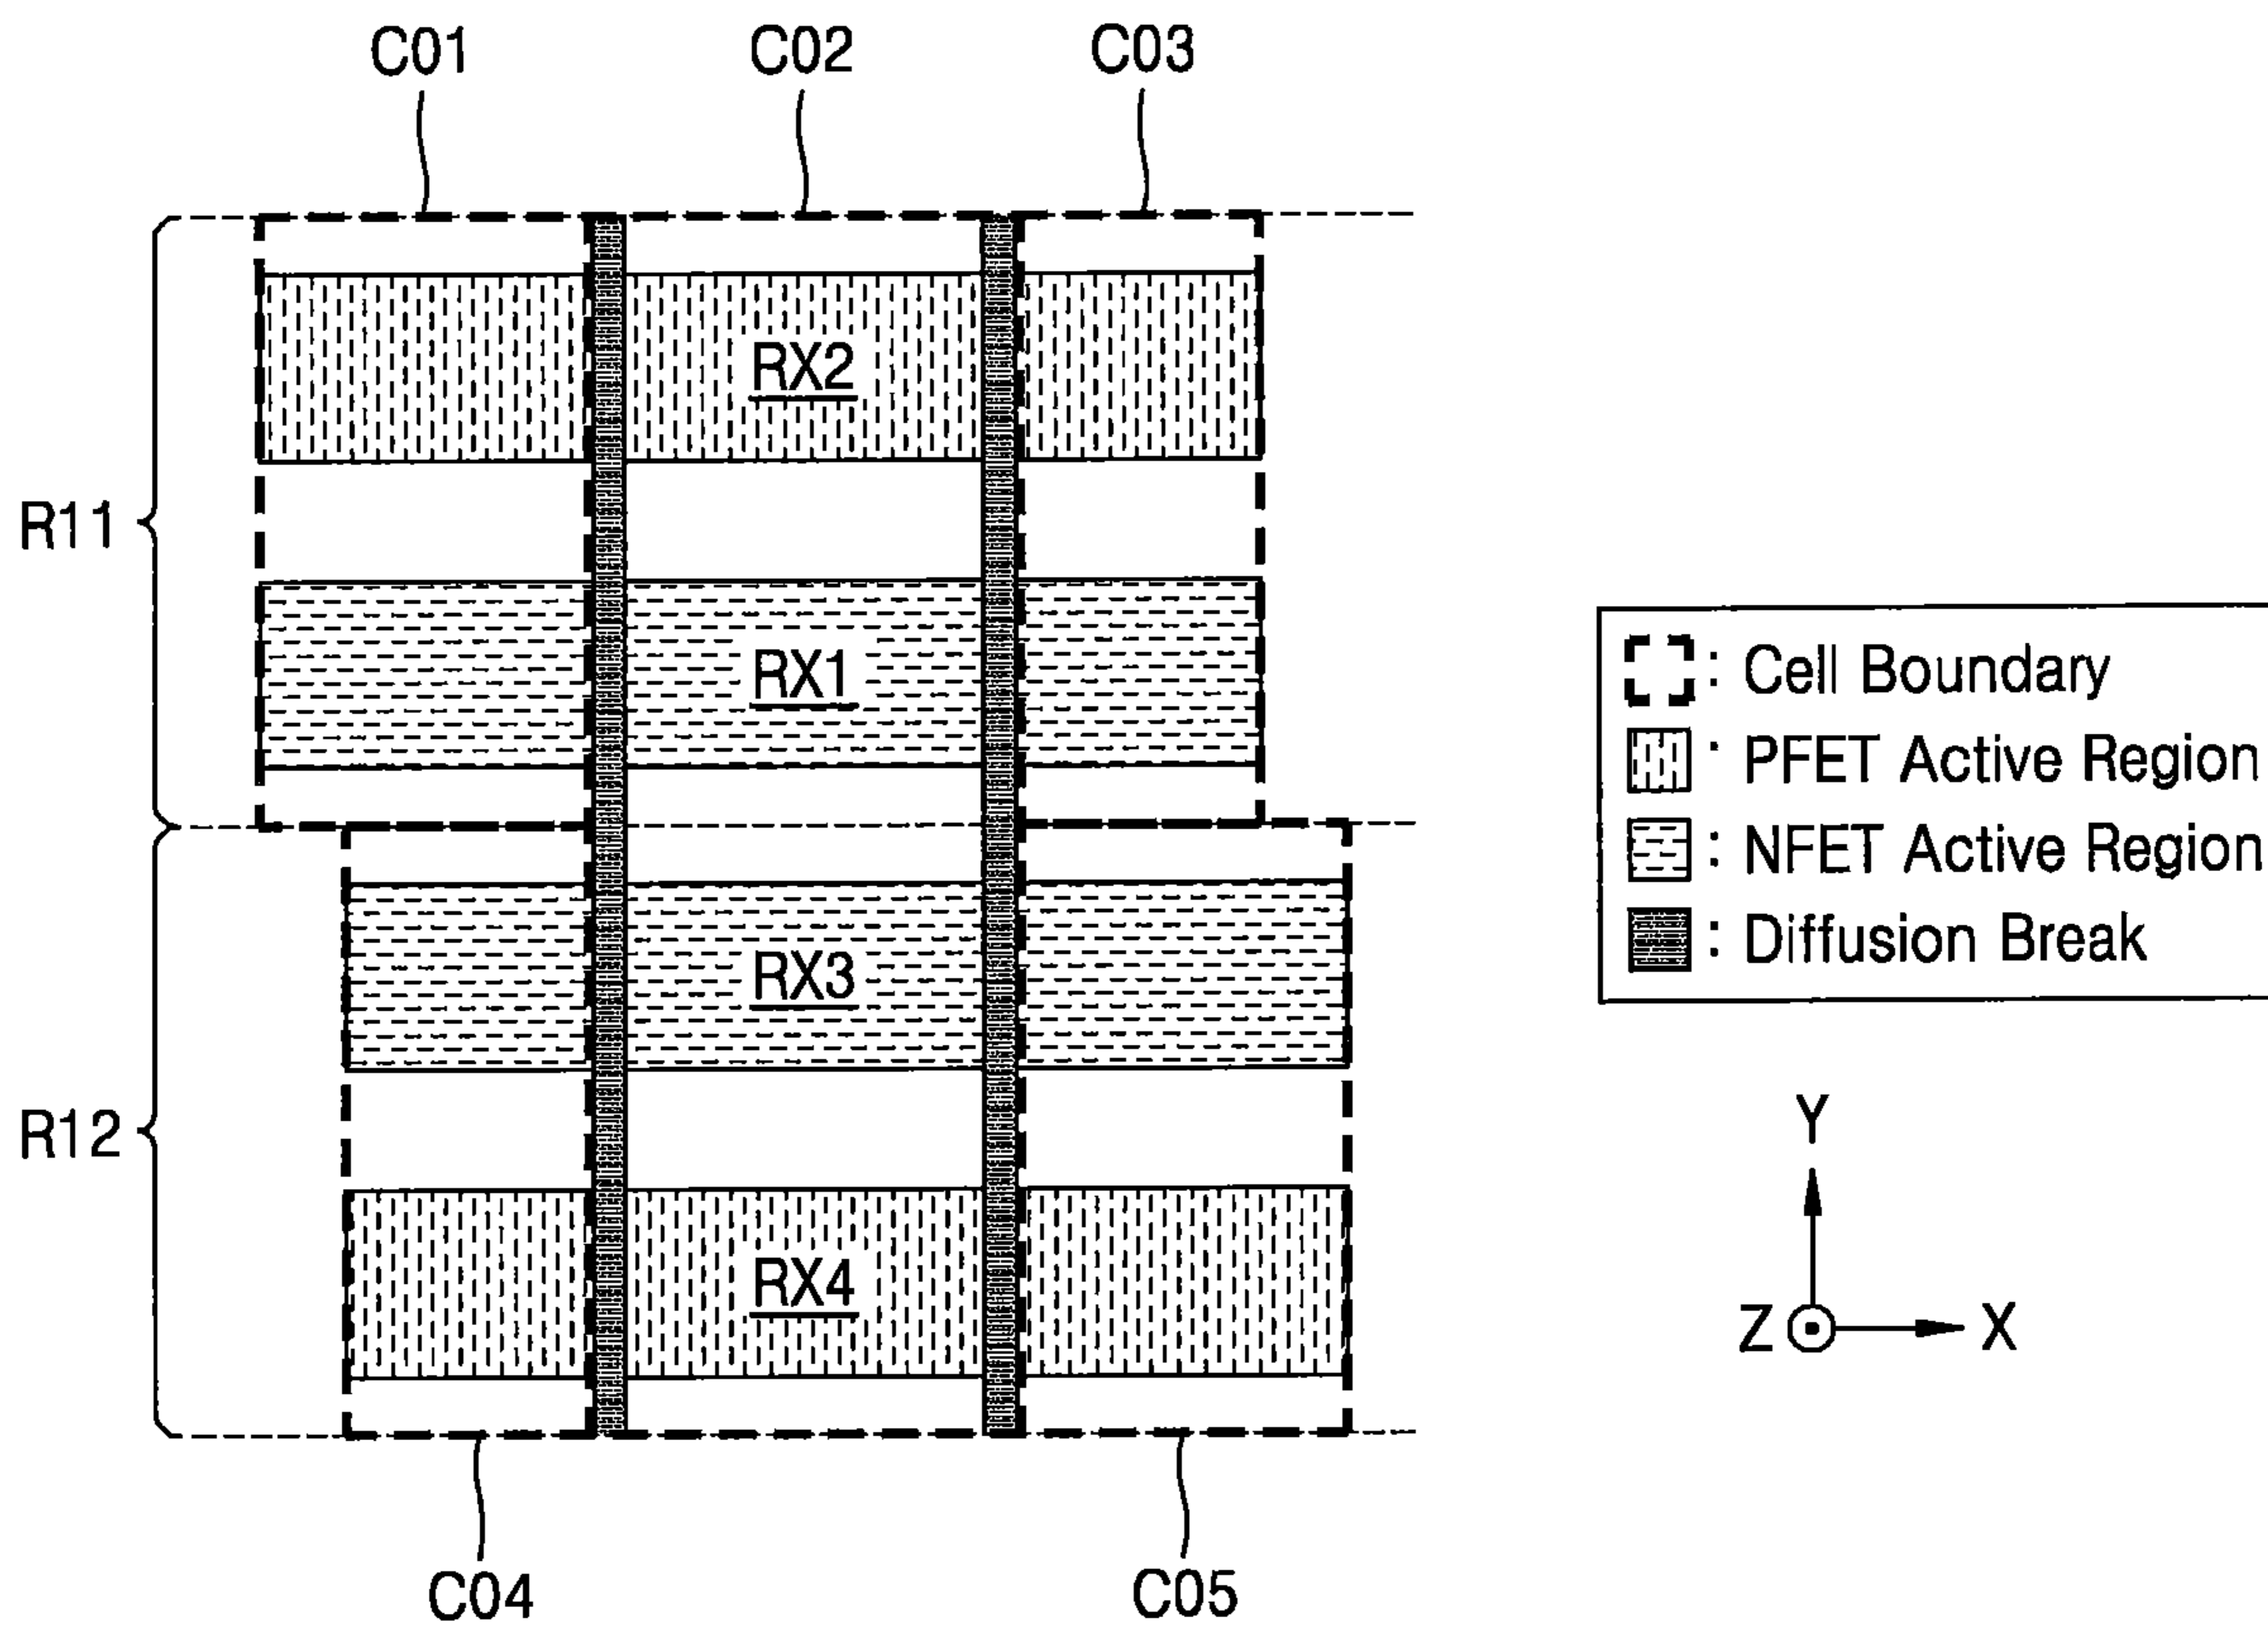 C01
C02
C03
RX2
R11
RX1
RX3
R12
RX4
C04
C05
: Cell Boundary
: PFET Active Region
: NFET Active Region
: Diffusion Break
Y
Z
X